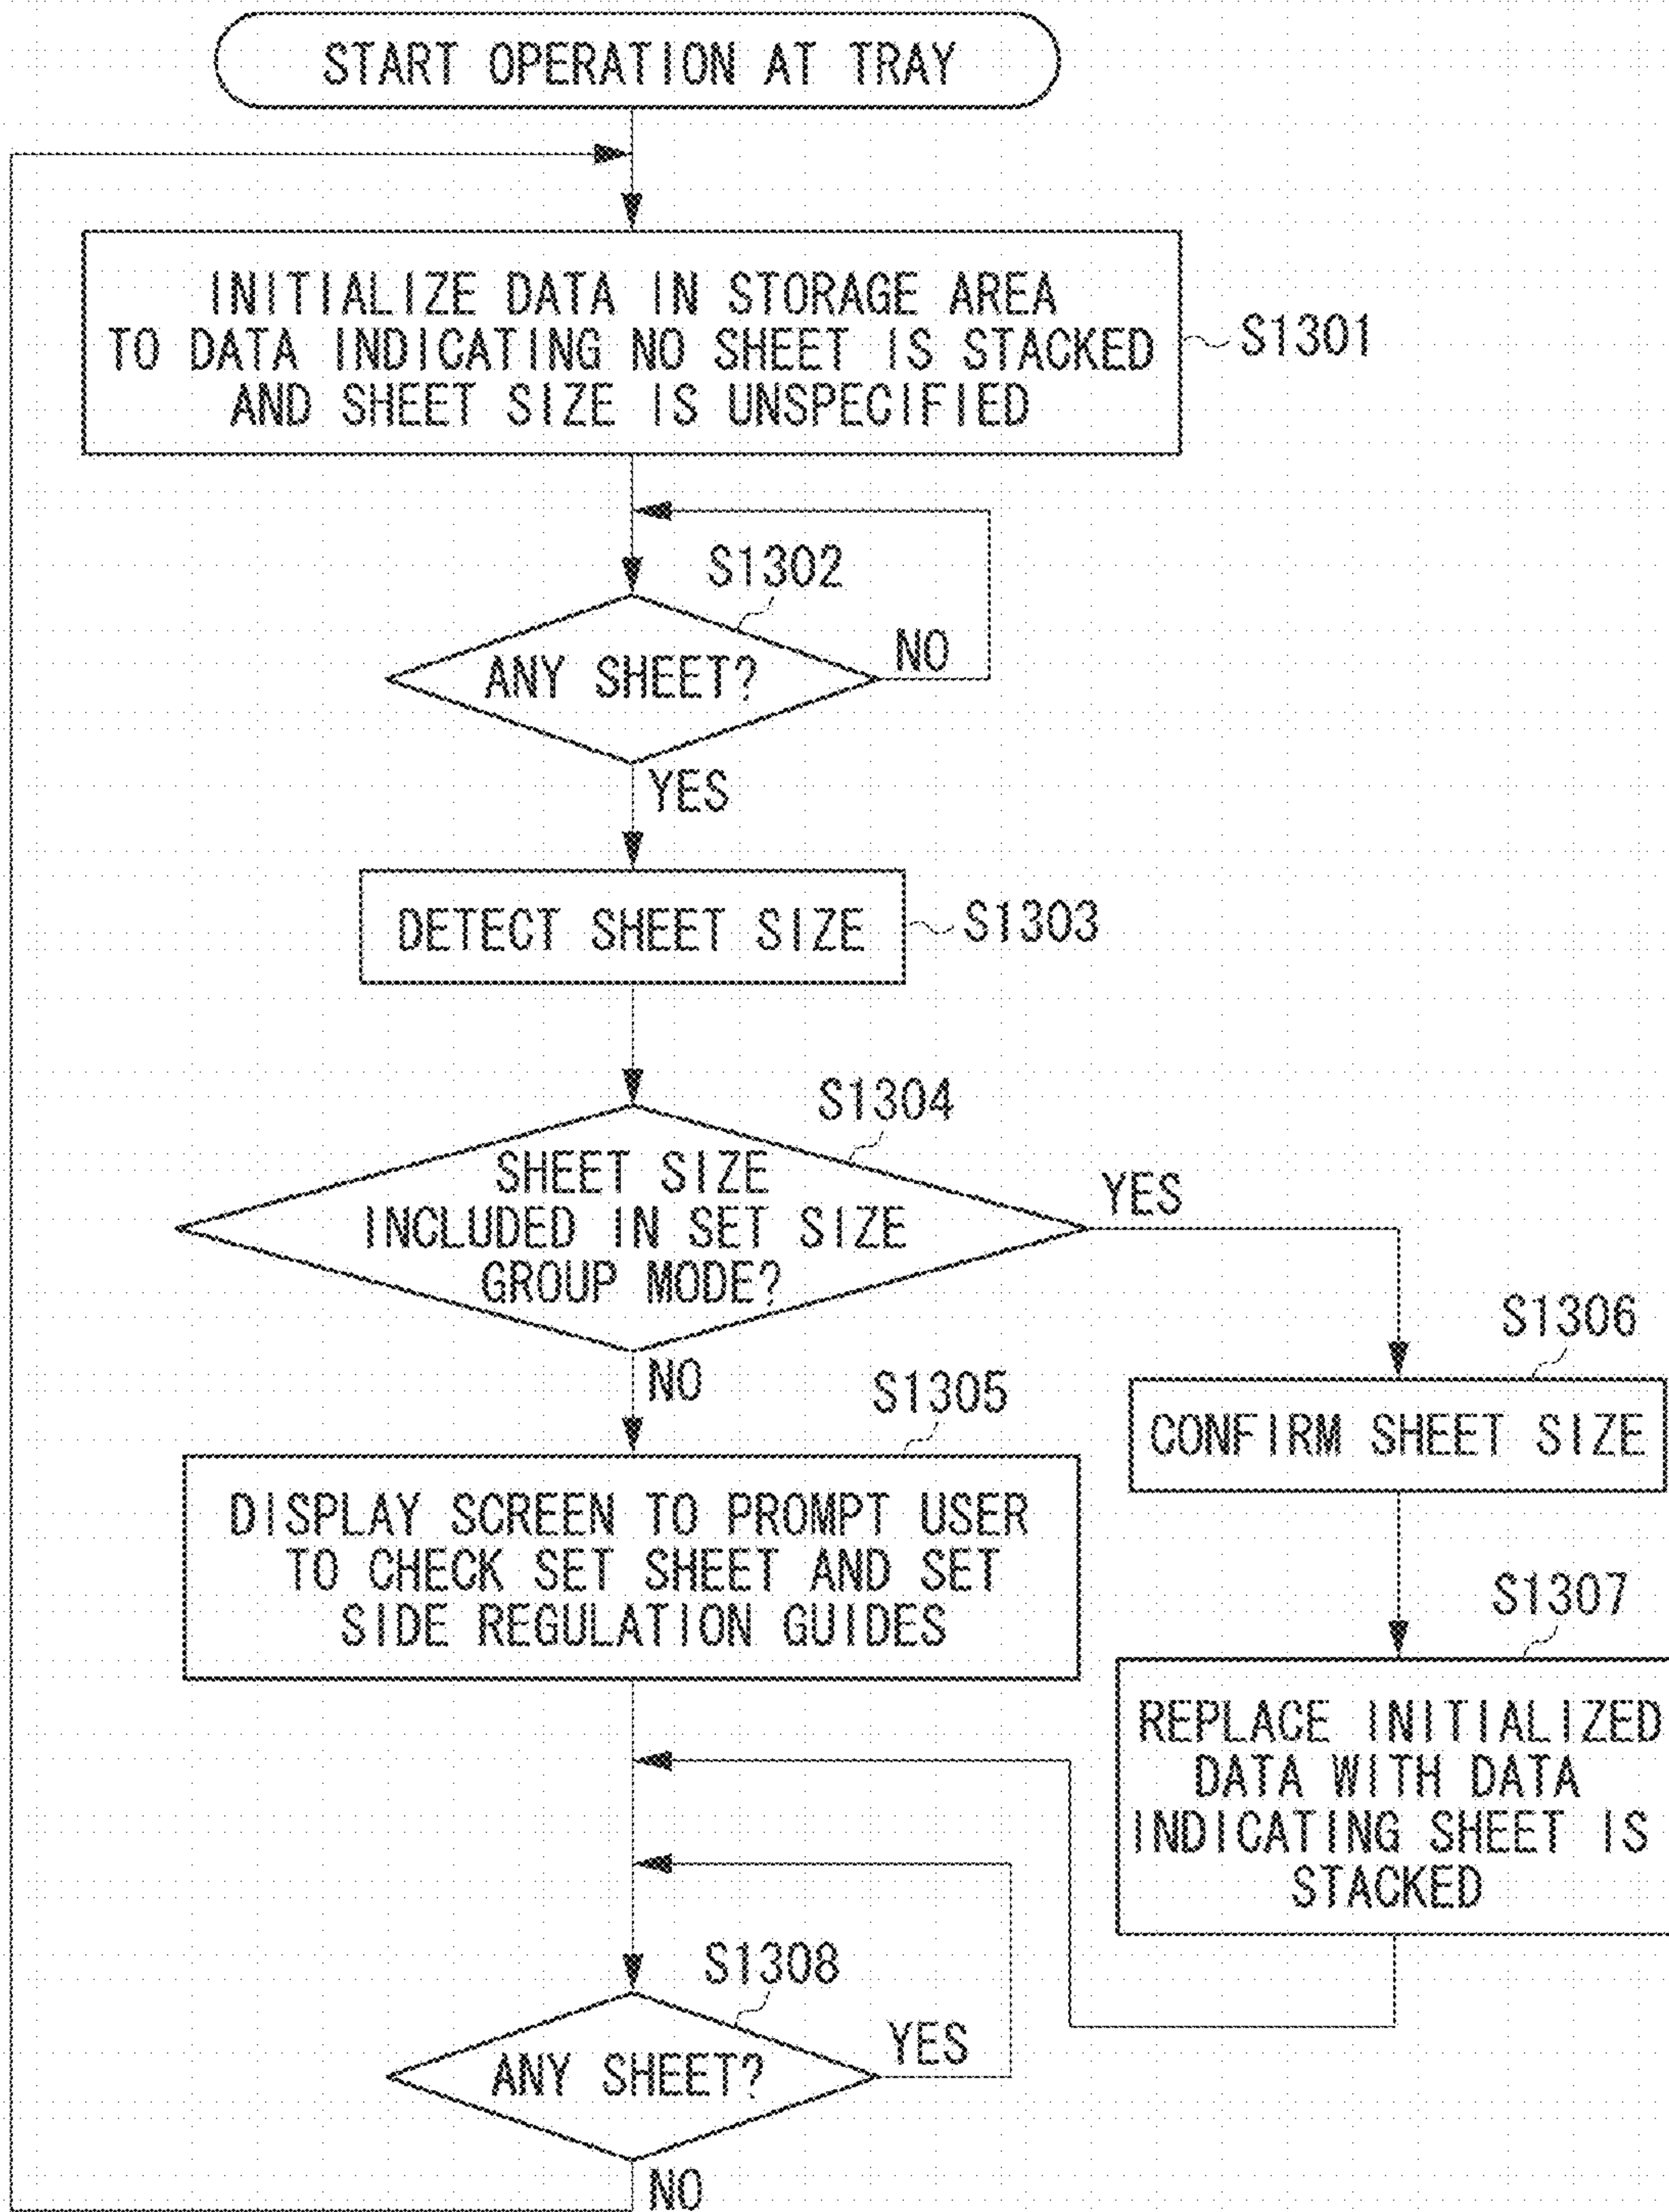 START OPERATION AT TRAY
INITIALIZE DATA IN STORAGE AREA
TO DATA INDICATING NO SHEET IS STACKED
AND SHEET SIZE IS UNSPECIFIED
S1301
S1302
ANY SHEET?
NO
YES
DETECT SHEET SIZE
S1303
S1304
SHEET SIZE
INCLUDED IN SET SIZE
GROUP MODE?
YES
NO
S1305
DISPLAY SCREEN TO PROMPT USER
TO CHECK SET SHEET AND SET
SIDE REGULATION GUIDES
S1306
CONFIRM SHEET SIZE
S1307
REPLACE INITIALIZED
DATA WITH DATA
INDICATING SHEET IS
STACKED
S1308
ANY SHEET?
YES
NO